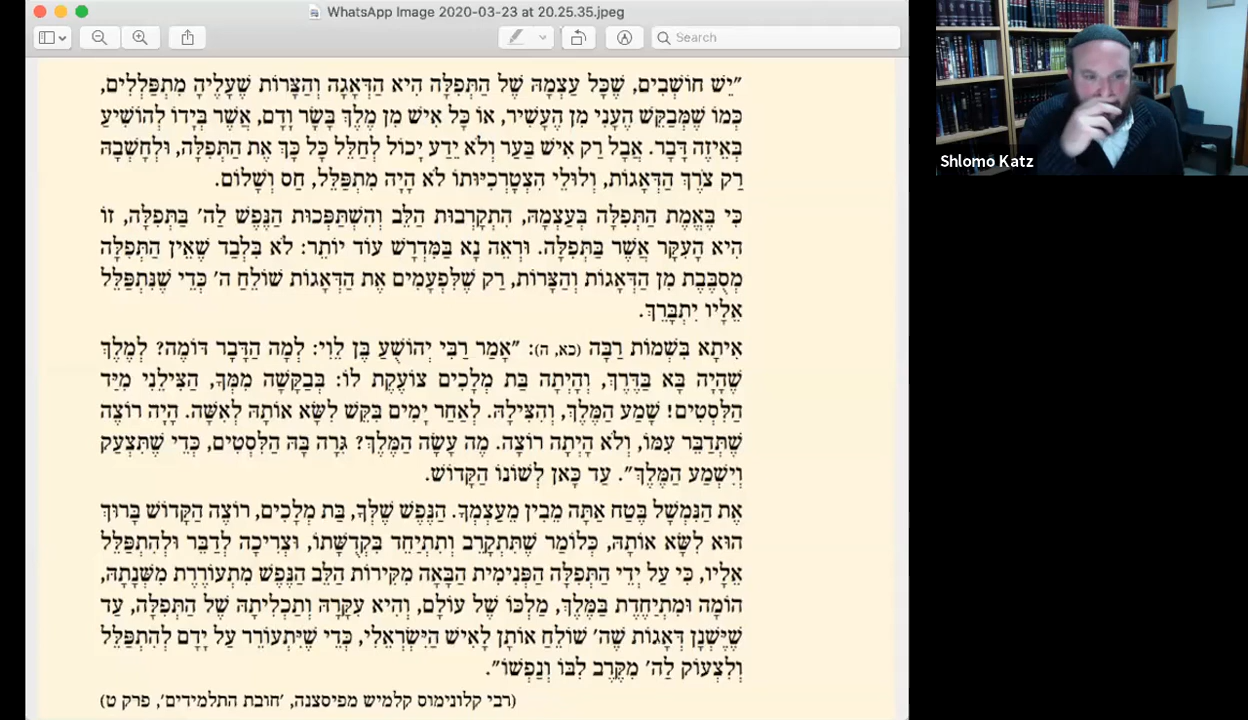 WhatsApp Image 2020-03-23 at 20.25.35.jpeg
Search
Shlomo Katz
"יֵשׁ חוֹשְׁבִים, שֶׁכָּל עַצְמָהּ שֶׁל הַתְּפִלָּה הִיא הַדְּאָגָה וְהַצָּרוֹת שֶׁעָלֶיהָ מִתְפַּלְּלִים,
כְּמוֹ שֶׁמְּבַקֵּשׁ הֶעָנִי מִן הֶעָשִׁיר, אוֹ כָּל אִישׁ מִן מֶלֶךְ בָּשָׂר וָדָם, אֲשֶׁר בְּיָדוֹ לְהוֹשִׁיעַ
בְּאֵיזֶה דָּבָר. אֲבָל רַק אִישׁ בַּעַר וְלֹא יֵדַע יָכוֹל לְחַלֵּל כָּל כָּךְ אֶת הַתְּפִלָּה, וּלְחָשְׁבָהּ
רַק צֹרֶךְ הַדְּאָגוֹת, וְלוּלֵי הִצְטָרְכִיּוּתוֹ לֹא הָיָה מִתְפַּלֵּל, חַס וְשָׁלוֹם.
כִּי בֶּאֱמֶת הַתְּפִלָּה בְּעַצְמָהּ, הִתְקָרְבוּת הַלֵּב וְהִשְׁתַּפְּכוּת הַנֶּפֶשׁ לַה' בַּתְּפִלָּה, זוֹ
הִיא הָעִקָּר אֲשֶׁר בַּתְּפִלָּה. וּרְאֵה נָא בַּמִּדְרָשׁ עוֹד יוֹתֵר: לֹא בִּלְבַד שֶׁאֵין הַתְּפִלָּה
מְסֻבֶּבֶת מִן הַדְּאָגוֹת וְהַצָּרוֹת, רַק שֶׁלִּפְעָמִים אֶת הַדְּאָגוֹת שׁוֹלֵחַ ה' כְּדֵי שֶׁנִּתְפַּלֵּל
אֵלָיו יִתְבָּרֵךְ.
אִיתָא בִּשְׁמוֹת רַבָּה (כא, ה): "אָמַר רַבִּי יְהוֹשֻׁעַ בֶּן לֵוִי: לְמָה הַדָּבָר דּוֹמֶה? לְמֶלֶךְ
שֶׁהָיָה בָּא בַּדֶּרֶךְ, וְהָיְתָה בַּת מְלָכִים צוֹעֶקֶת לוֹ: בְּבַקָּשָׁה מִמְּךָ, הַצִּילֵנִי מִיַּד
הַלִּסְטִים! שָׁמַע הַמֶּלֶךְ, וְהִצִּילָהּ. לְאַחַר יָמִים בִּקֵּשׁ לִשָּׂא אוֹתָהּ לְאִשָּׁה. הָיָה רוֹצֶה
שֶׁתְּדַבֵּר עִמּוֹ, וְלֹא הָיְתָה רוֹצָה. מֶה עָשָׂה הַמֶּלֶךְ? גֵּרָה בָּהּ הַלִּסְטִים, כְּדֵי שֶׁתִּצְעַק
וְיִשְׁמַע הַמֶּלֶךְ". עַד כָּאן לְשׁוֹנוֹ הַקָּדוֹשׁ.
אֶת הַנִּמְשָׁל בֶּטַח אַתָּה מֵבִין מֵעַצְמְךָ. הַנֶּפֶשׁ שֶׁלְּךָ, בַּת מְלָכִים, רוֹצֶה הַקָּדוֹשׁ בָּרוּךְ
הוּא לִשָּׂא אוֹתָהּ, כְּלוֹמַר שֶׁתִּתְקָרֵב וְתִתְיַחֵד בִּקְדֻשָּׁתוֹ, וּצְרִיכָה לְדַבֵּר וּלְהִתְפַּלֵּל
אֵלָיו, כִּי עַל יְדֵי הַתְּפִלָּה הַפְּנִימִית הַבָּאָה מִקִּירוֹת הַלֵּב הַנֶּפֶשׁ מִתְעוֹרֶרֶת מִשְּׁנָתָהּ,
הוֹמָה וּמִתְיַחֶדֶת בַּמֶּלֶךְ, מַלְכּוֹ שֶׁל עוֹלָם, וְהִיא עִקָּרָהּ וְתַכְלִיתָהּ שֶׁל הַתְּפִלָּה, עַד
שֶׁיֶּשְׁנָן דְּאָגוֹת שֶׁה' שׁוֹלֵחַ אוֹתָן לָאִישׁ הַיִּשְׂרְאֵלִי, כְּדֵי שֶׁיִּתְעוֹרֵר עַל יָדָם לְהִתְפַּלֵּל
וְלִצְעוֹק לַה' מִקֶּרֶב לִבּוֹ וְנַפְשׁוֹ".
(רבי קלונימוס קלמיש מפיסצנה, 'חובת התלמידים', פרק ט)